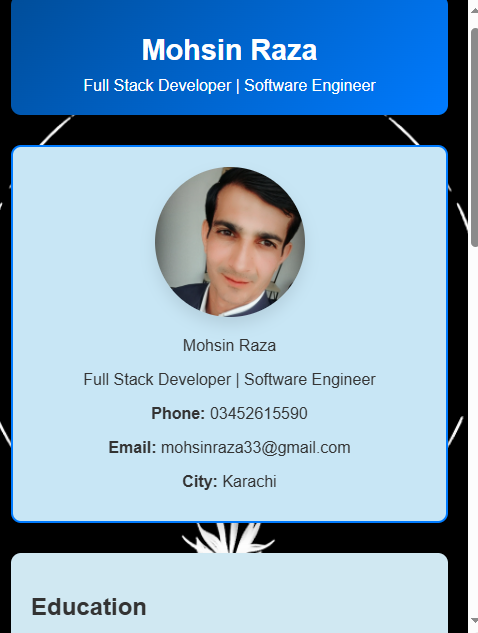 Mohsin Raza
Full Stack Developer | Software Engineer
Mohsin Raza
Full Stack Developer | Software Engineer
Phone: 03452615590
Email: mohsinraza33@gmail.com
City: Karachi
Education